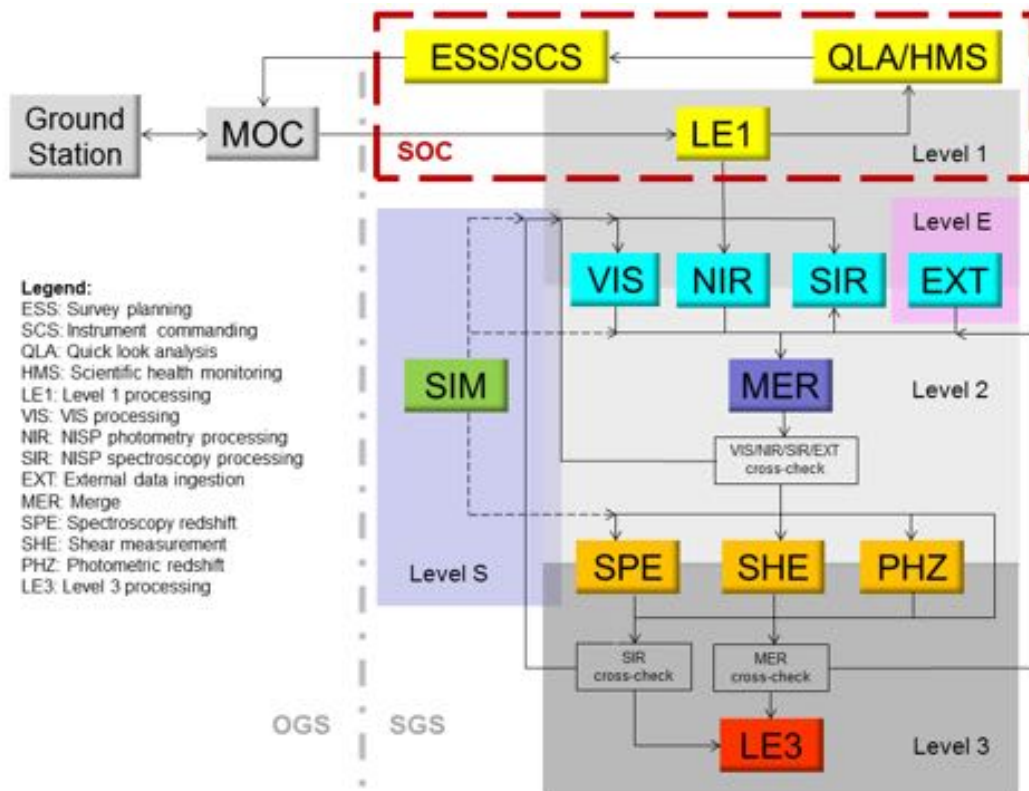 ESS/SCS
QLA/HMS
Ground
Station
MOC
LE1
SOC
Level 1
Level E
VIS
NIR
SIR
EXT
Legend:
ESS: Survey planning
SCS: Instrument commanding
QLA: Quick look analysis
HMS: Scientific health monitoring
LE1: Level 1 processing
VIS: VIS processing
NIR: NISP photometry processing
SIR: NISP spectroscopy processing
EXT: External data ingestion
MER: Merge
SPE: Spectroscopy redshift
SHE: Shear measurement
PHZ: Photometric redshift
LE3: Level 3 processing
SIM
MER
Level 2
VIS/NIR/SIR/EXT
cross-check
Level S
SPE
SHE
PHZ
SIR
cross-check
MER
cross-check
OGS
SGS
LE3
Level 3